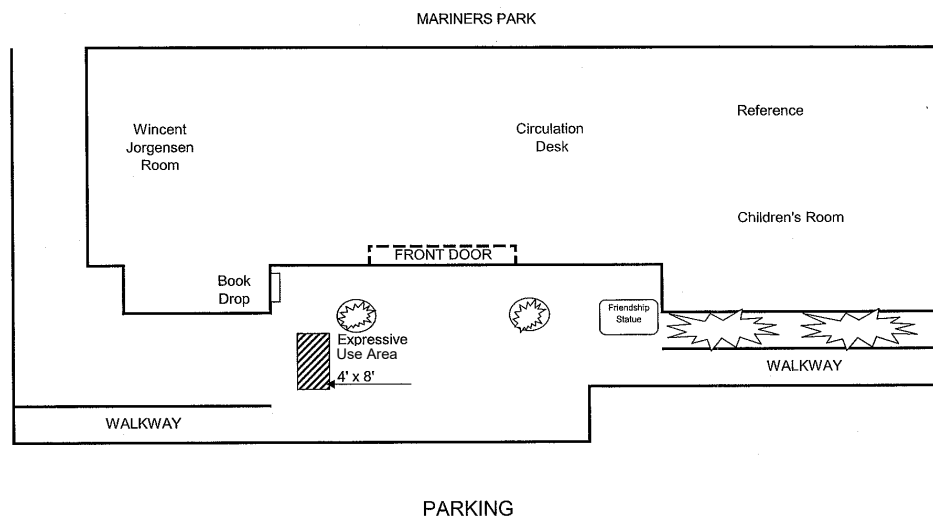 MARINERS PARK
Wincent
Jorgensen
Room
Circulation
Desk
Reference
Children's Room
FRONT DOOR
Book
Drop
Friendship
Statue
Expressive
Use Area
4' x 8'
WALKWAY
WALKWAY
PARKING